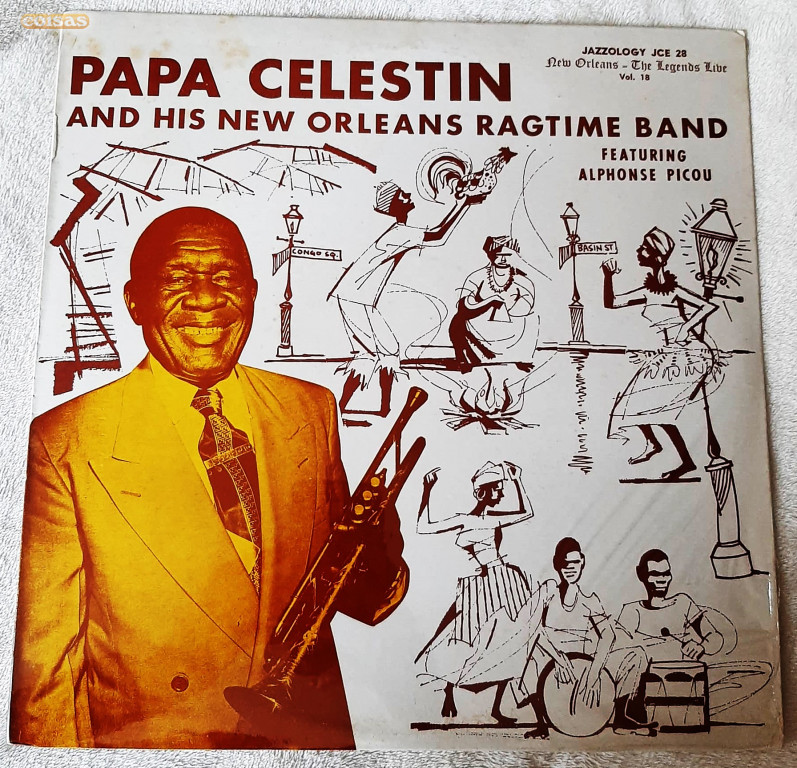 coisas
PAPA CELESTIN
AND HIS NEW ORLEANS RAGTIME BAND
FEATURING
ALPHONSE PICOU
JAZZOLOGY JCE 28
New Orleans - The Legends Live
Vol. 18
CONGO SQ.
BASIN ST.